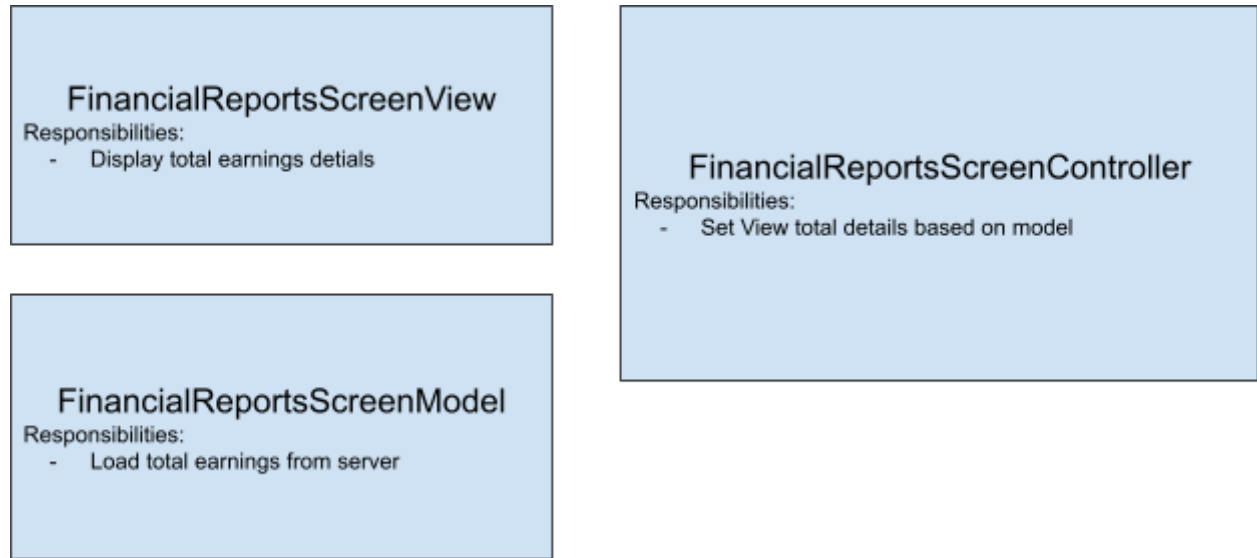 FinancialReportsScreenView
Responsibilities:
- Display total earnings detials
FinancialReportsScreenController
Responsibilities:
- Set View total details based on model
FinancialReportsScreenModel
Responsibilities:
- Load total earnings from server